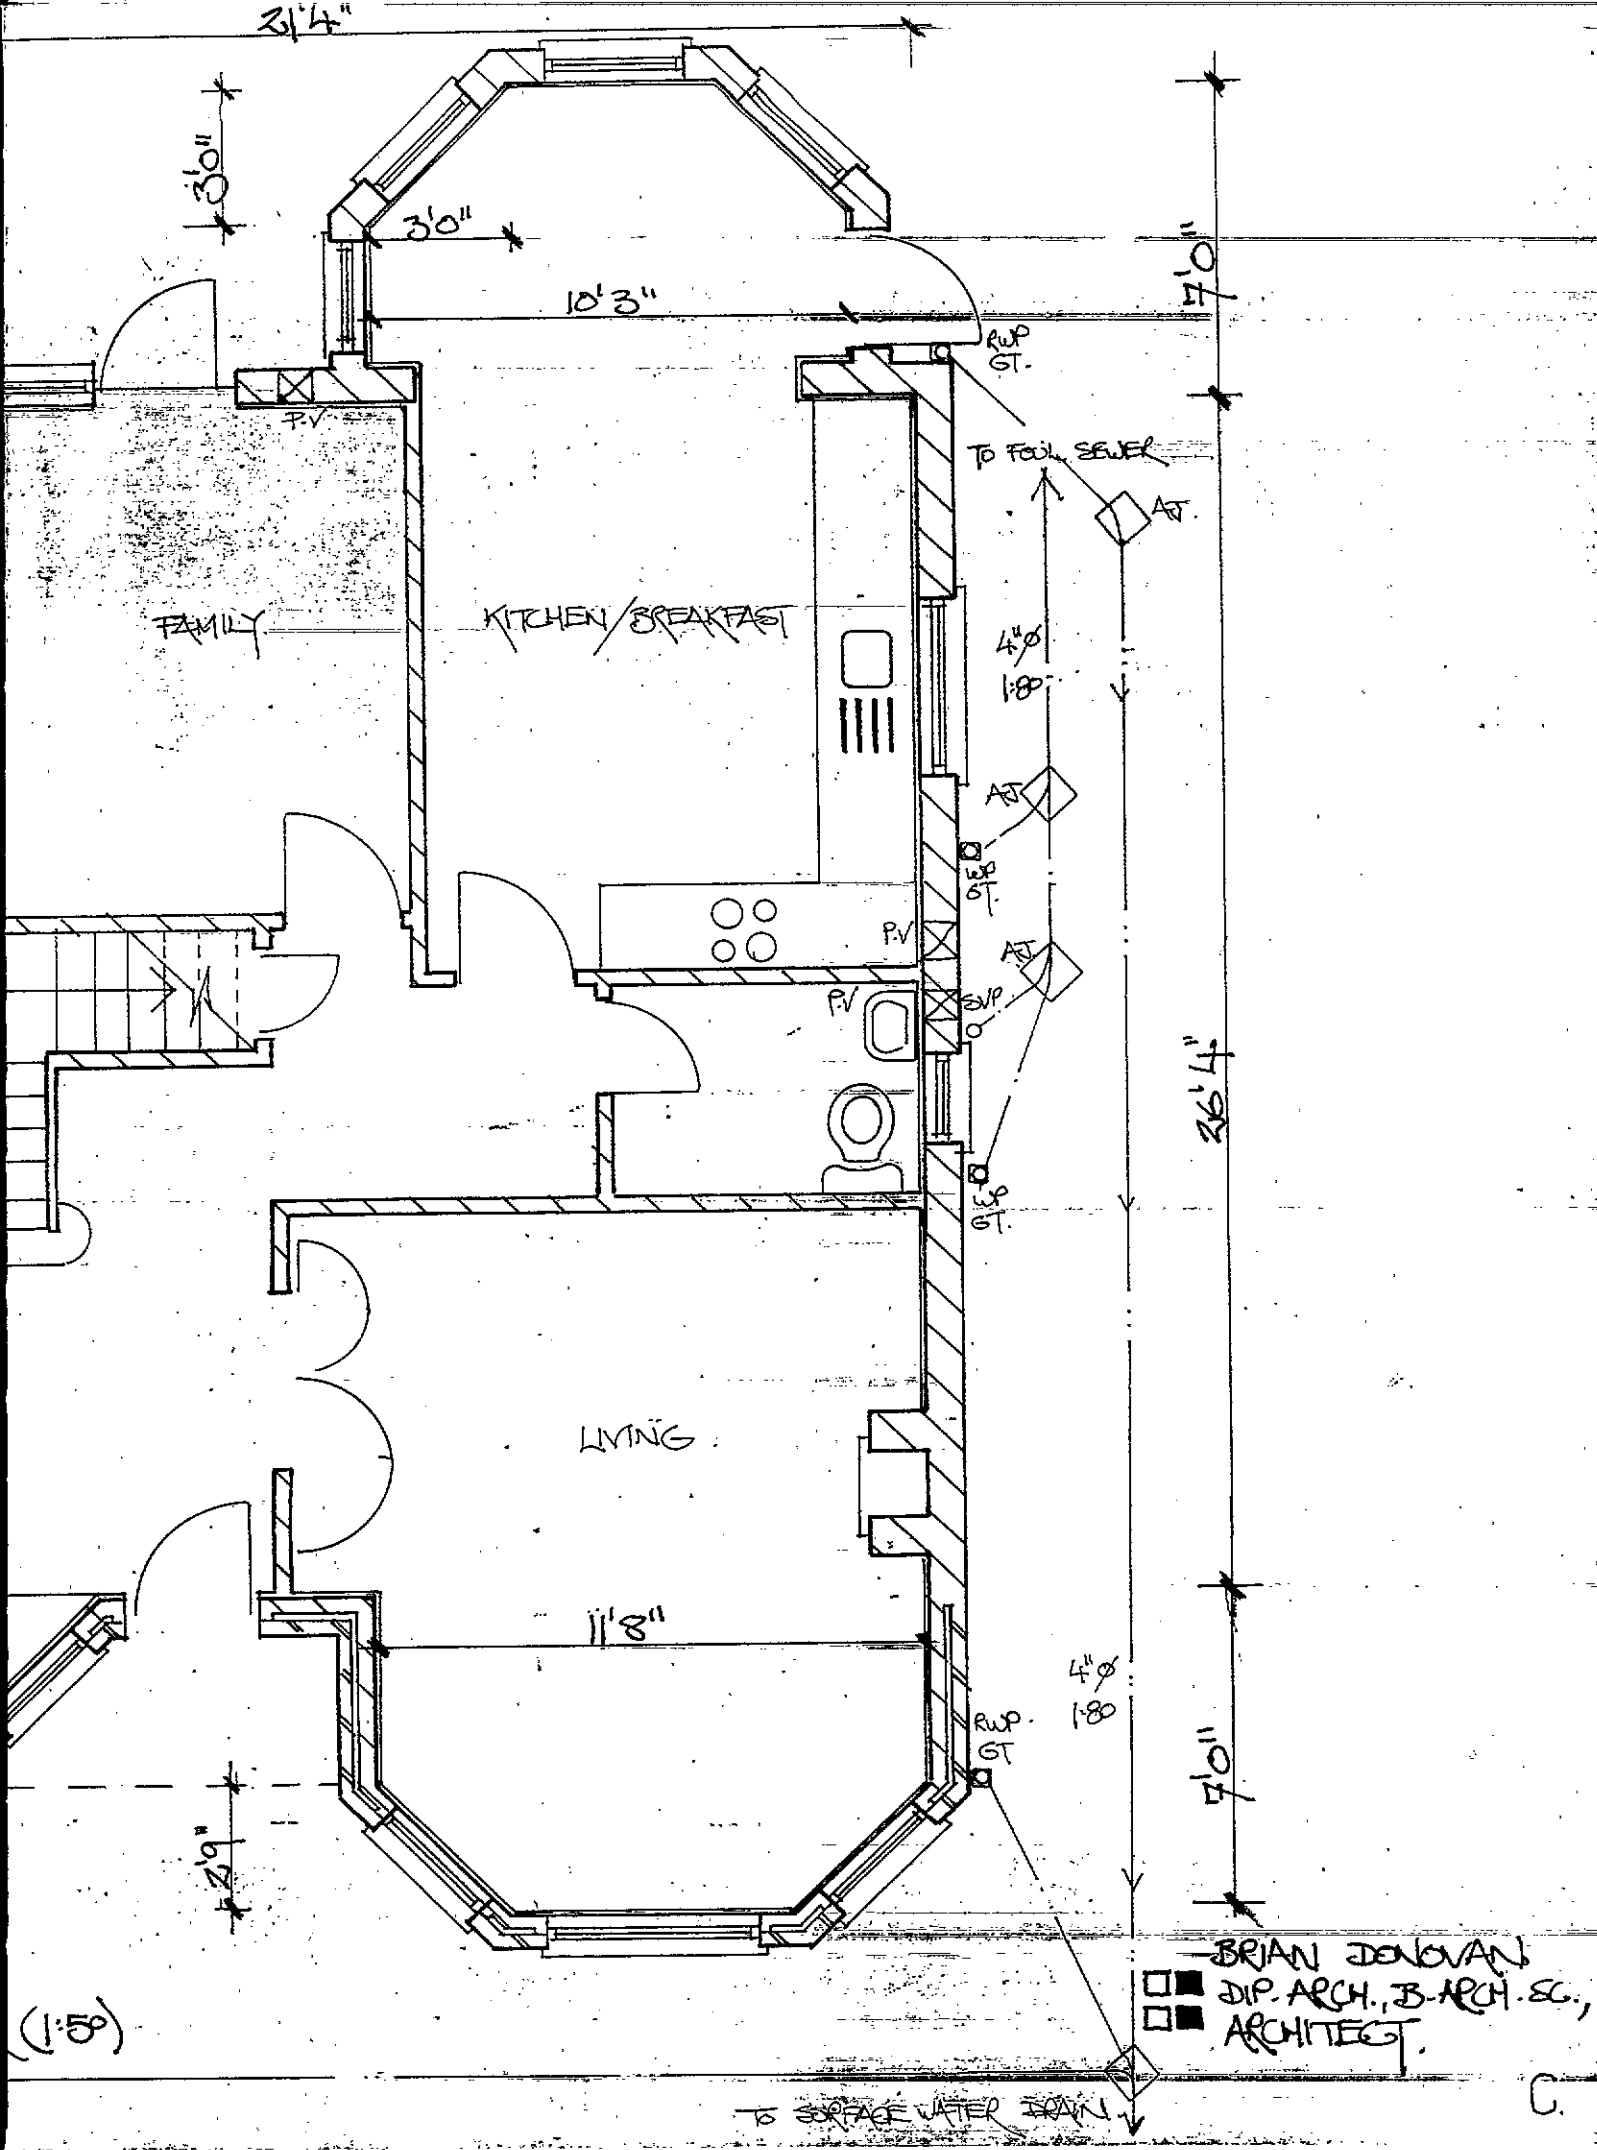 21'4"
3'0"
3'0"
10'3"
7'0"
RWP
GT.
P.V
TO FOUL SEWER
AJ.
FAMILY
KITCHEN/BREAKFAST
4"Ø
1:80
AJ
WP
GT.
P.V
AJ.
P.V
SVP
26'4"
WP
GT.
LIVING
11'8"
4"Ø
1:80
RWP.
GT
7'0"
2'9"
BRIAN DONOVAN
DIP. ARCH., B. ARCH. SC.,
ARCHITECT.
(1:50)
TO SURFACE WATER DRAIN
C.